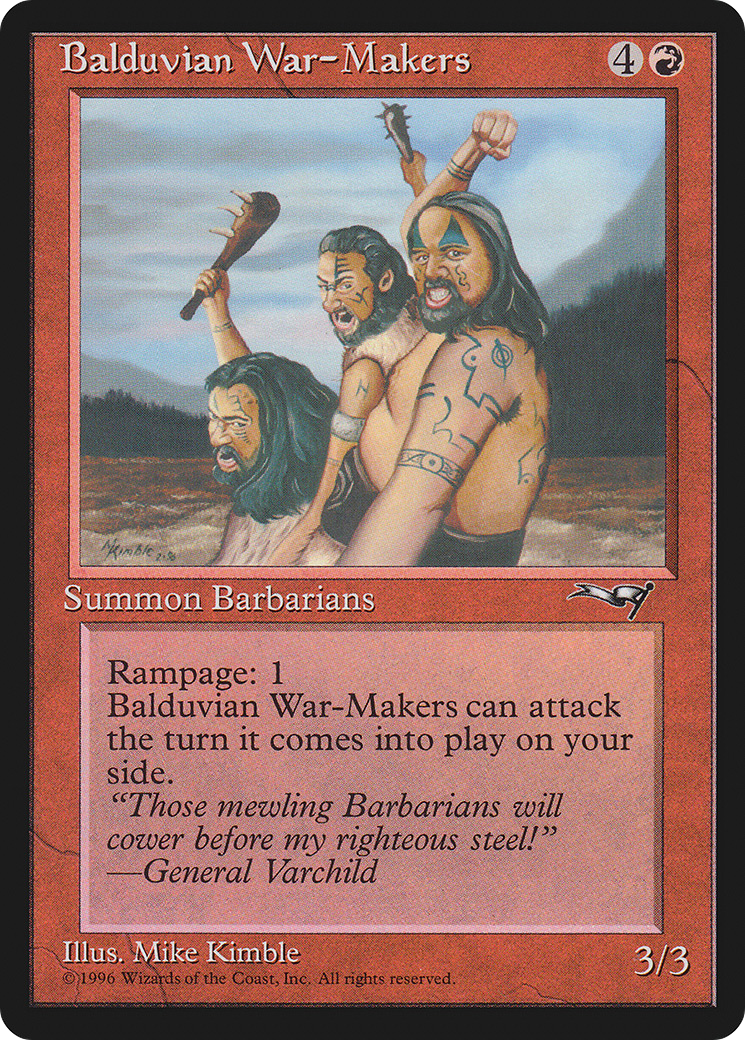 Balduvian War-Makers 4
Summon Barbarians
Rampage: 1
Balduvian War-Makers can attack
the turn it comes into play on your
side.
“Those mewling Barbarians will
cower before my righteous steel!”
—General Varchild
Illus. Mike Kimble
3/3
©1996 Wizards of the Coast, Inc. All rights reserved.